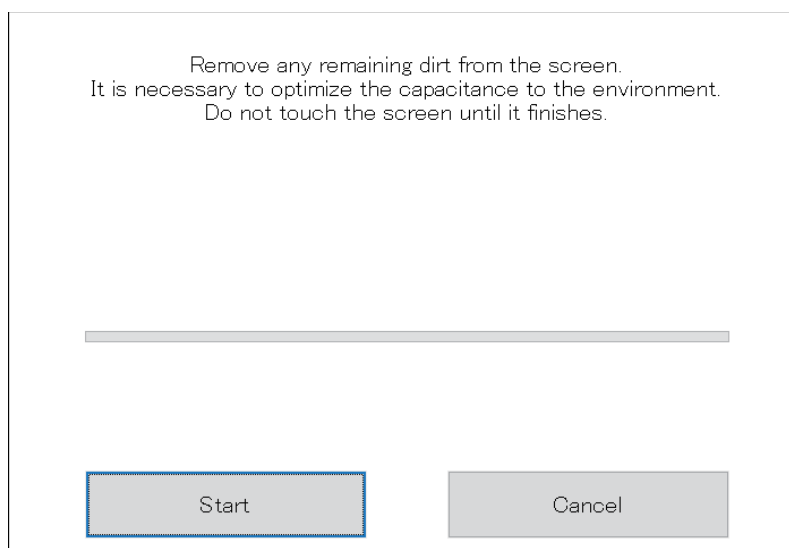 Remove any remaining dirt from the screen.
It is necessary to optimize the capacitance to the environment.
Do not touch the screen until it finishes.
Start
Cancel